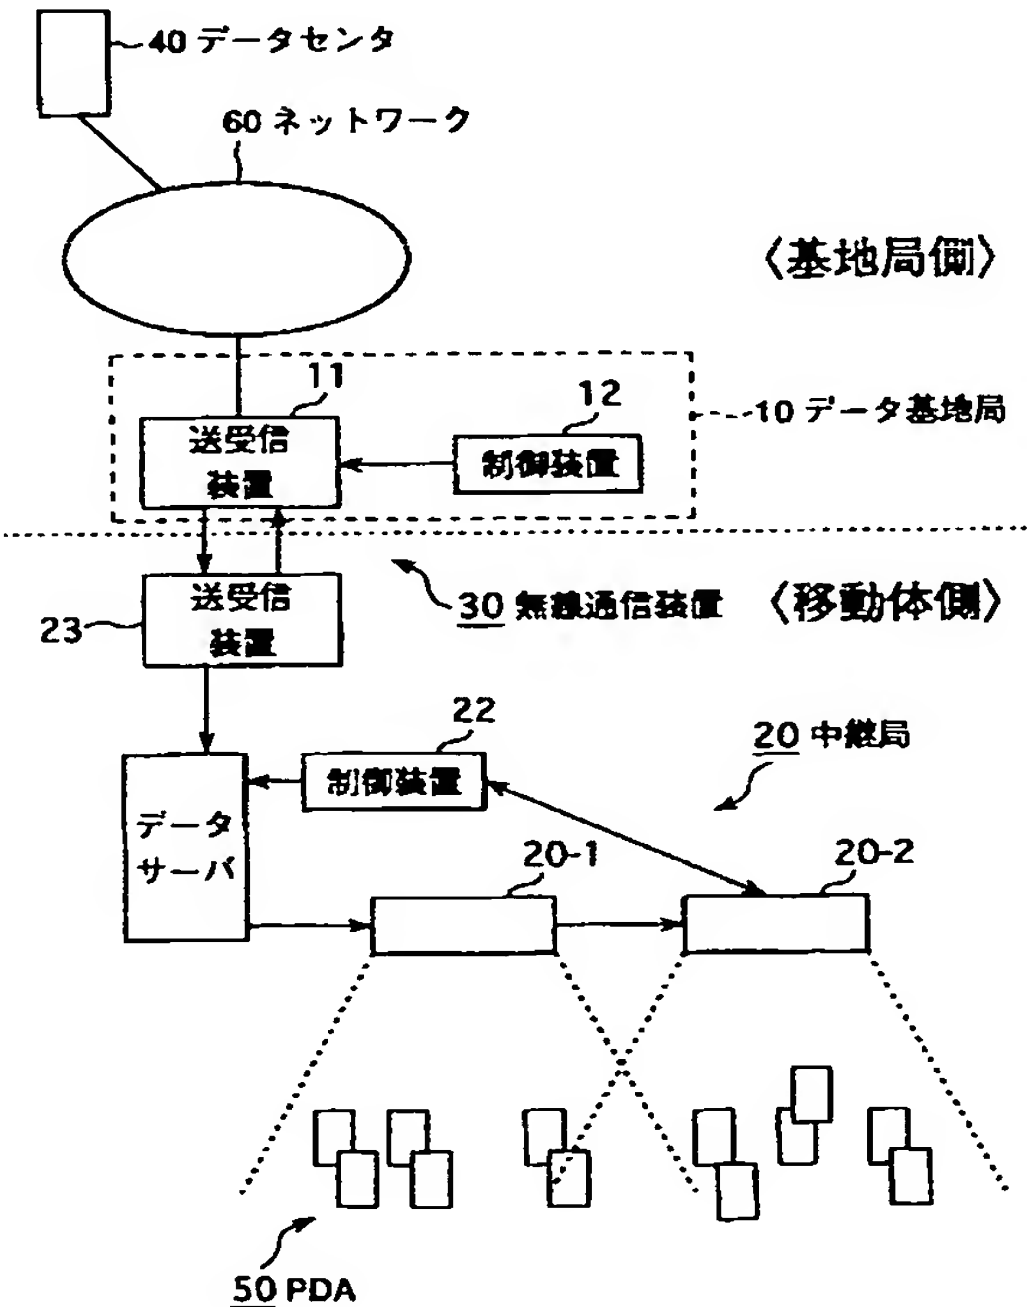 40 データセンタ
60 ネットワーク
〈基地局側〉
11
12
10 データ基地局
送受信
装置
制御装置
30 無線通信装置
〈移動体側〉
23
送受信
装置
22
20 中継局
制御装置
データ
サーバ
20-1
20-2
50 PDA